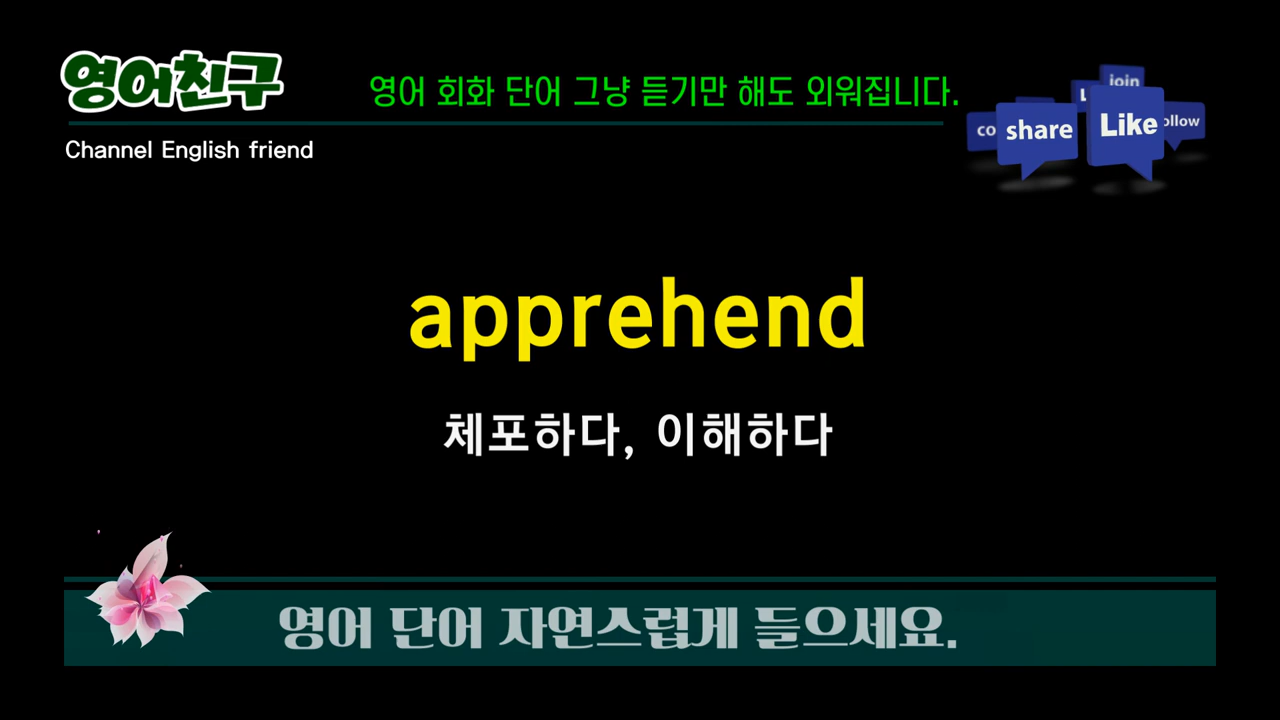 영어친구
영어 회화 단어 그냥 듣기만 해도 외워집니다.
Channel English friend
join
share
Like
apprehend
체포하다, 이해하다
영어 단어 자연스럽게 들으세요.